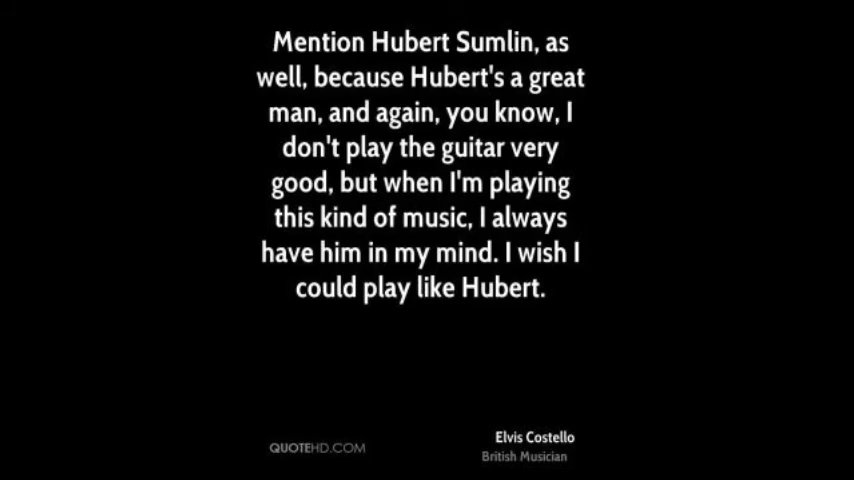 Mention Hubert Sumlin, as
well, because Hubert's a great
man, and again, you know, I
don't play the guitar very
good, but when I'm playing
this kind of music, I always
have him in my mind. I wish I
could play like Hubert.
Elvis Costello
QUOTEHD.COM
British Musician